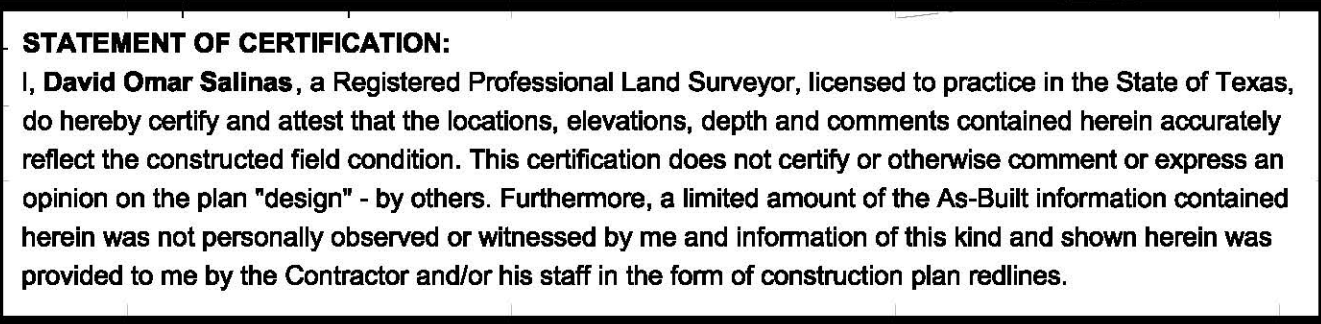 STATEMENT OF CERTIFICATION:
I, David Omar Salinas, a Registered Professional Land Surveyor, licensed to practice in the State of Texas,
do hereby certify and attest that the locations, elevations, depth and comments contained herein accurately
reflect the constructed field condition. This certification does not certify or otherwise comment or express an
opinion on the plan "design" - by others. Furthermore, a limited amount of the As-Built information contained
herein was not personally observed or witnessed by me and information of this kind and shown herein was
provided to me by the Contractor and/or his staff in the form of construction plan redlines.